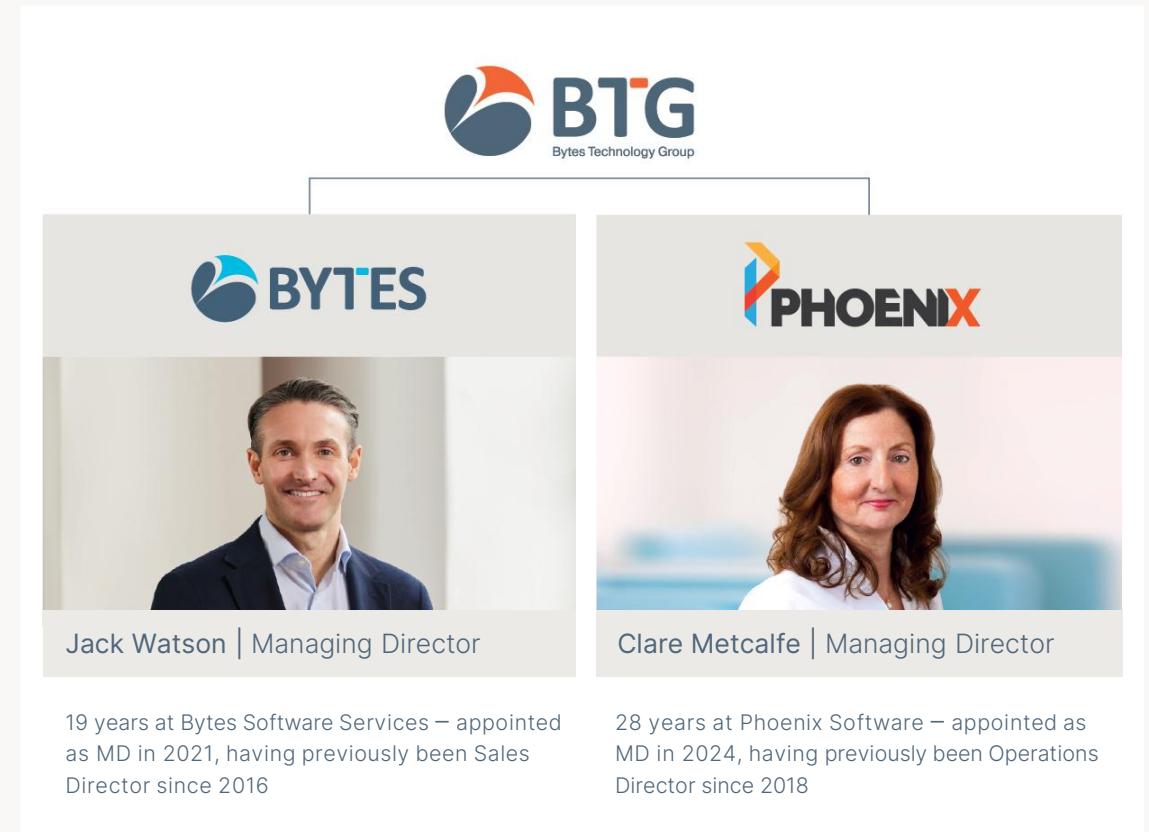 BTG
Bytes Technology Group
BYTES
PHOENIX
Jack Watson | Managing Director
Clare Metcalfe | Managing Director
19 years at Bytes Software Services – appointed
as MD in 2021, having previously been Sales
Director since 2016
28 years at Phoenix Software – appointed as
MD in 2024, having previously been Operations
Director since 2018